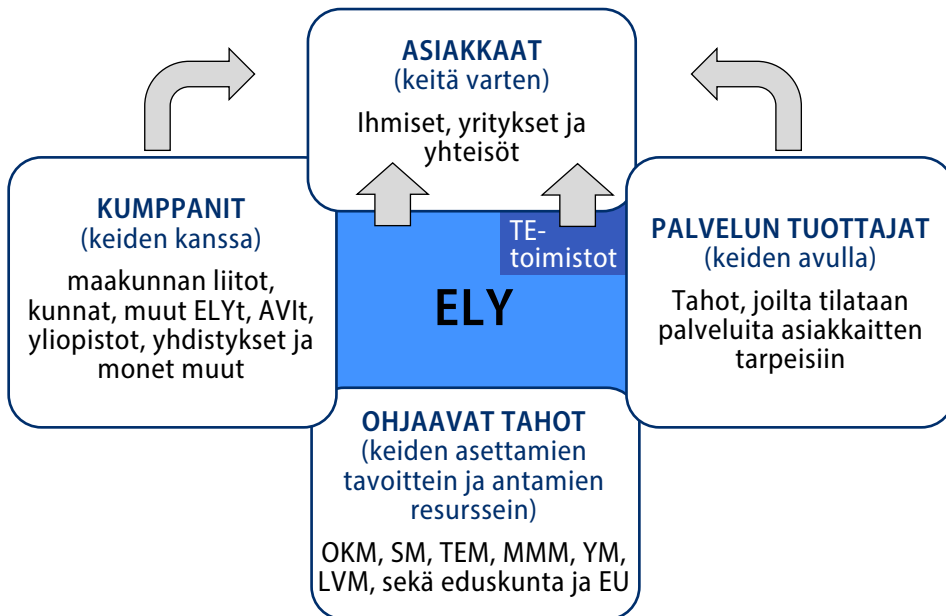 ASIAKKAAT
(keitä varten)
Ihmiset, yritykset ja
yhteisöt
KUMPPANIT
(keiden kanssa)
maakunnan liitot,
kunnat, muut ELYt, AVIt,
yliopistot, yhdistykset ja
monet muut
TE-
toimistot
ELY
PALVELUN TUOTTAJAT
(keiden avulla)
Tahot, joilta tilataan
palveluita asiakkaitten
tarpeisiin
OHJAAVAT TAHOT
(keiden asettamien
tavoittein ja antamien
resurssein)
OKM, SM, TEM, MMM, YM,
LVM, sekä eduskunta ja EU